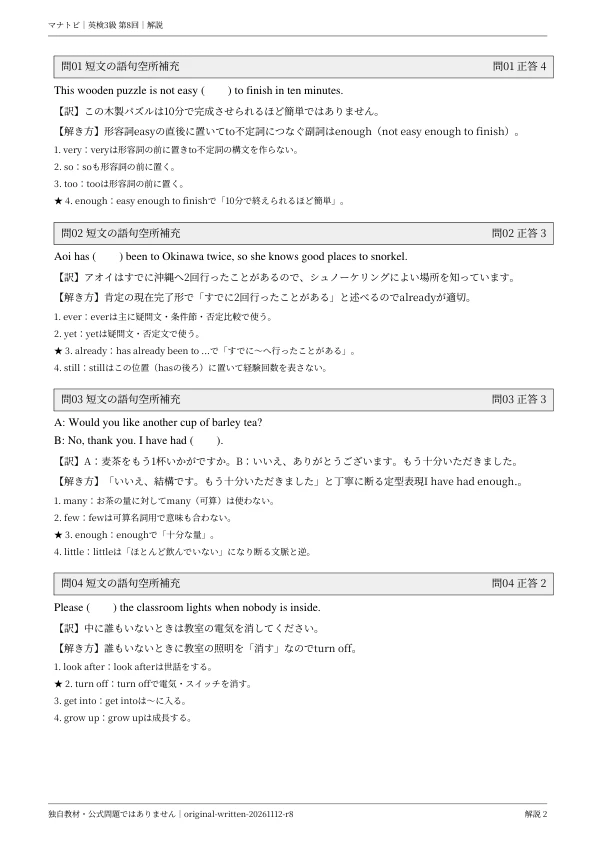 マナトビ｜英検3級 第8回｜解説
問01 短文の語句空所補充 問01 正答 4
This wooden puzzle is not easy (　　) to finish in ten minutes.
【訳】この木製パズルは10分で完成させられるほど簡単ではありません。
【解き方】形容詞easyの直後に置いてto不定詞につなぐ副詞はenough（not easy enough to finish）。
1. very：veryは形容詞の前に置きto不定詞の構文を作らない。
2. so：soも形容詞の前に置く。
3. too：tooは形容詞の前に置く。
★ 4. enough：easy enough to finishで「10分で終えられるほど簡単」。
問02 短文の語句空所補充 問02 正答 3
Aoi has (　　) been to Okinawa twice, so she knows good places to snorkel.
【訳】アオイはすでに沖縄へ2回行ったことがあるので、シュノーケリングによい場所を知っています。
【解き方】肯定の現在完了形で「すでに2回行ったことがある」と述べるのでalreadyが適切。
1. ever：everは主に疑問文・条件節・否定比較で使う。
2. yet：yetは疑問文・否定文で使う。
★ 3. already：has already been to ...で「すでに〜へ行ったことがある」。
4. still：stillはこの位置（hasの後ろ）に置いて経験回数を表さない。
問03 短文の語句空所補充 問03 正答 3
A: Would you like another cup of barley tea?
B: No, thank you. I have had (　　).
【訳】A：麦茶をもう1杯いかがですか。B：いいえ、ありがとうございます。もう十分いただきました。
【解き方】「いいえ、結構です。もう十分いただきました」と丁寧に断る定型表現I have had enough.。
1. many：お茶の量に対してmany（可算）は使わない。
2. few：fewは可算名詞用で意味も合わない。
★ 3. enough：enoughで「十分な量」。
4. little：littleは「ほとんど飲んでいない」になり断る文脈と逆。
問04 短文の語句空所補充 問04 正答 2
Please (　　) the classroom lights when nobody is inside.
【訳】中に誰もいないときは教室の電気を消してください。
【解き方】誰もいないときに教室の照明を「消す」なのでturn off。
1. look after：look afterは世話をする。
★ 2. turn off：turn offで電気・スイッチを消す。
3. get into：get intoは〜に入る。
4. grow up：grow upは成長する。
独自教材・公式問題ではありません｜original-written-20261112-r8 解説 2